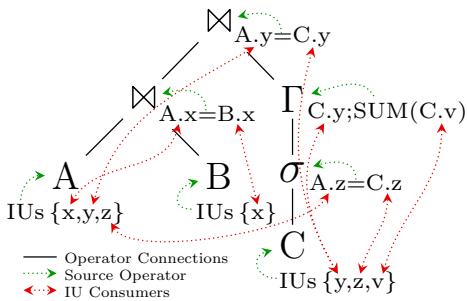 ⋈
A.y=C.y
⋈
A.x=B.x
Γ
C.y;SUM(C.v)
A
B
σ
A.z=C.z
IUs {x,y,z}
IUs {x}
C
IUs {y,z,v}
Operator Connections
Source Operator
IU Consumers